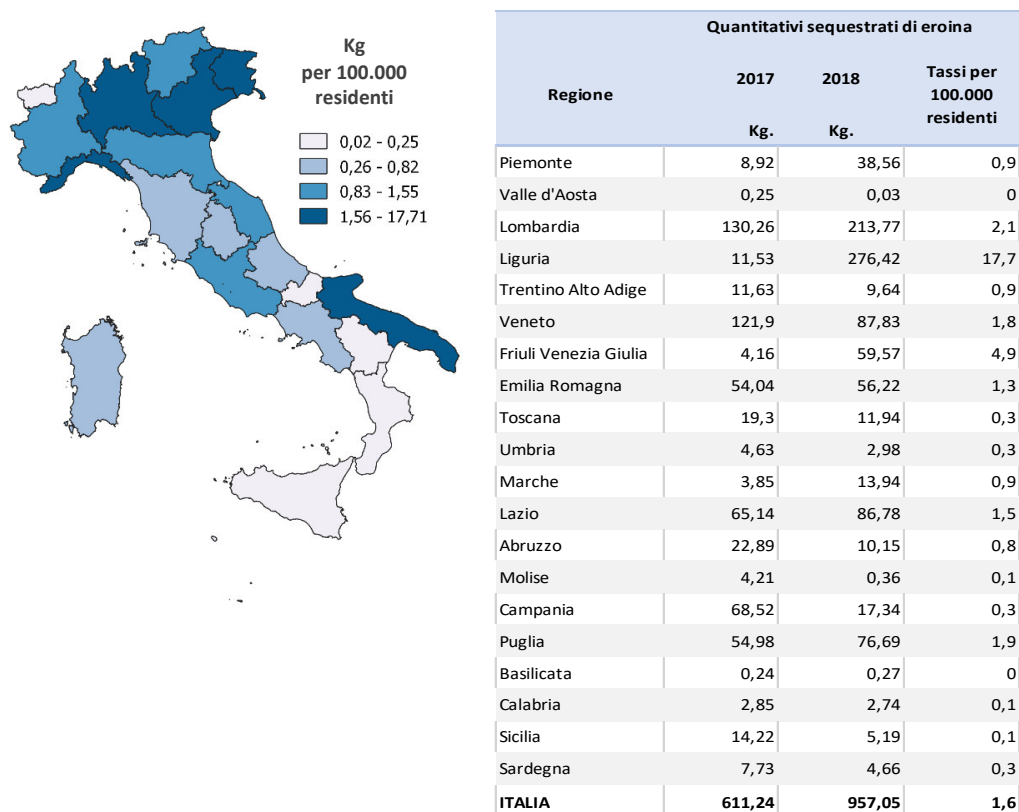 Kg
per 100.000
residenti
0,02 - 0,25
0,26 - 0,82
0,83 - 1,55
1,56 - 17,71
Quantitativi sequestrati di eroina
Regione 2017 Kg. 2018 Kg. Tassi per 100.000 residenti
Piemonte 8,92 38,56 0,9
Valle d'Aosta 0,25 0,03 0
Lombardia 130,26 213,77 2,1
Liguria 11,53 276,42 17,7
Trentino Alto Adige 11,63 9,64 0,9
Veneto 121,9 87,83 1,8
Friuli Venezia Giulia 4,16 59,57 4,9
Emilia Romagna 54,04 56,22 1,3
Toscana 19,3 11,94 0,3
Umbria 4,63 2,98 0,3
Marche 3,85 13,94 0,9
Lazio 65,14 86,78 1,5
Abruzzo 22,89 10,15 0,8
Molise 4,21 0,36 0,1
Campania 68,52 17,34 0,3
Puglia 54,98 76,69 1,9
Basilicata 0,24 0,27 0
Calabria 2,85 2,74 0,1
Sicilia 14,22 5,19 0,1
Sardegna 7,73 4,66 0,3
ITALIA 611,24 957,05 1,6